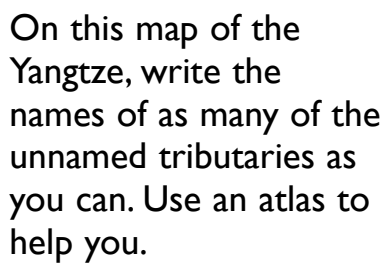 On this map of the
Yangtze, write the
names of as many of the
unnamed tributaries as
you can. Use an atlas to
help you.